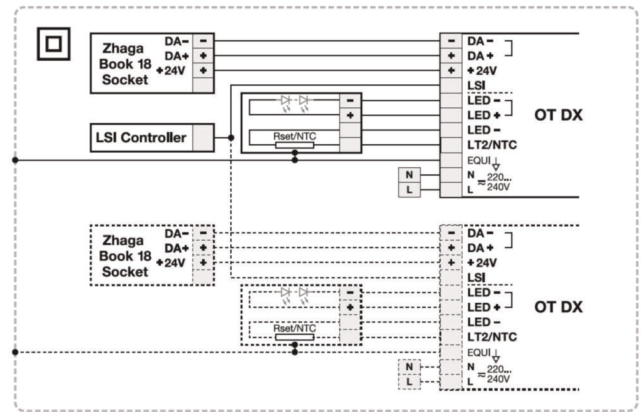 Zhaga
Book 18
Socket
DA- -
DA+ +
+24V +
LSI Controller
- +
Rset/NTC
- DA-
+ DA+
+ +24V
LSI
LED -
LED +
LED -
LT2/NTC
EQUI
N N 220...
L L ≂ 240V
OT DX
Zhaga
Book 18
Socket
DA- -
DA+ +
+24V +
- +
Rset/NTC
- DA-
+ DA+
+ +24V
LSI
LED -
LED +
LED -
LT2/NTC
EQUI
N N 220...
L L ≂ 240V
OT DX